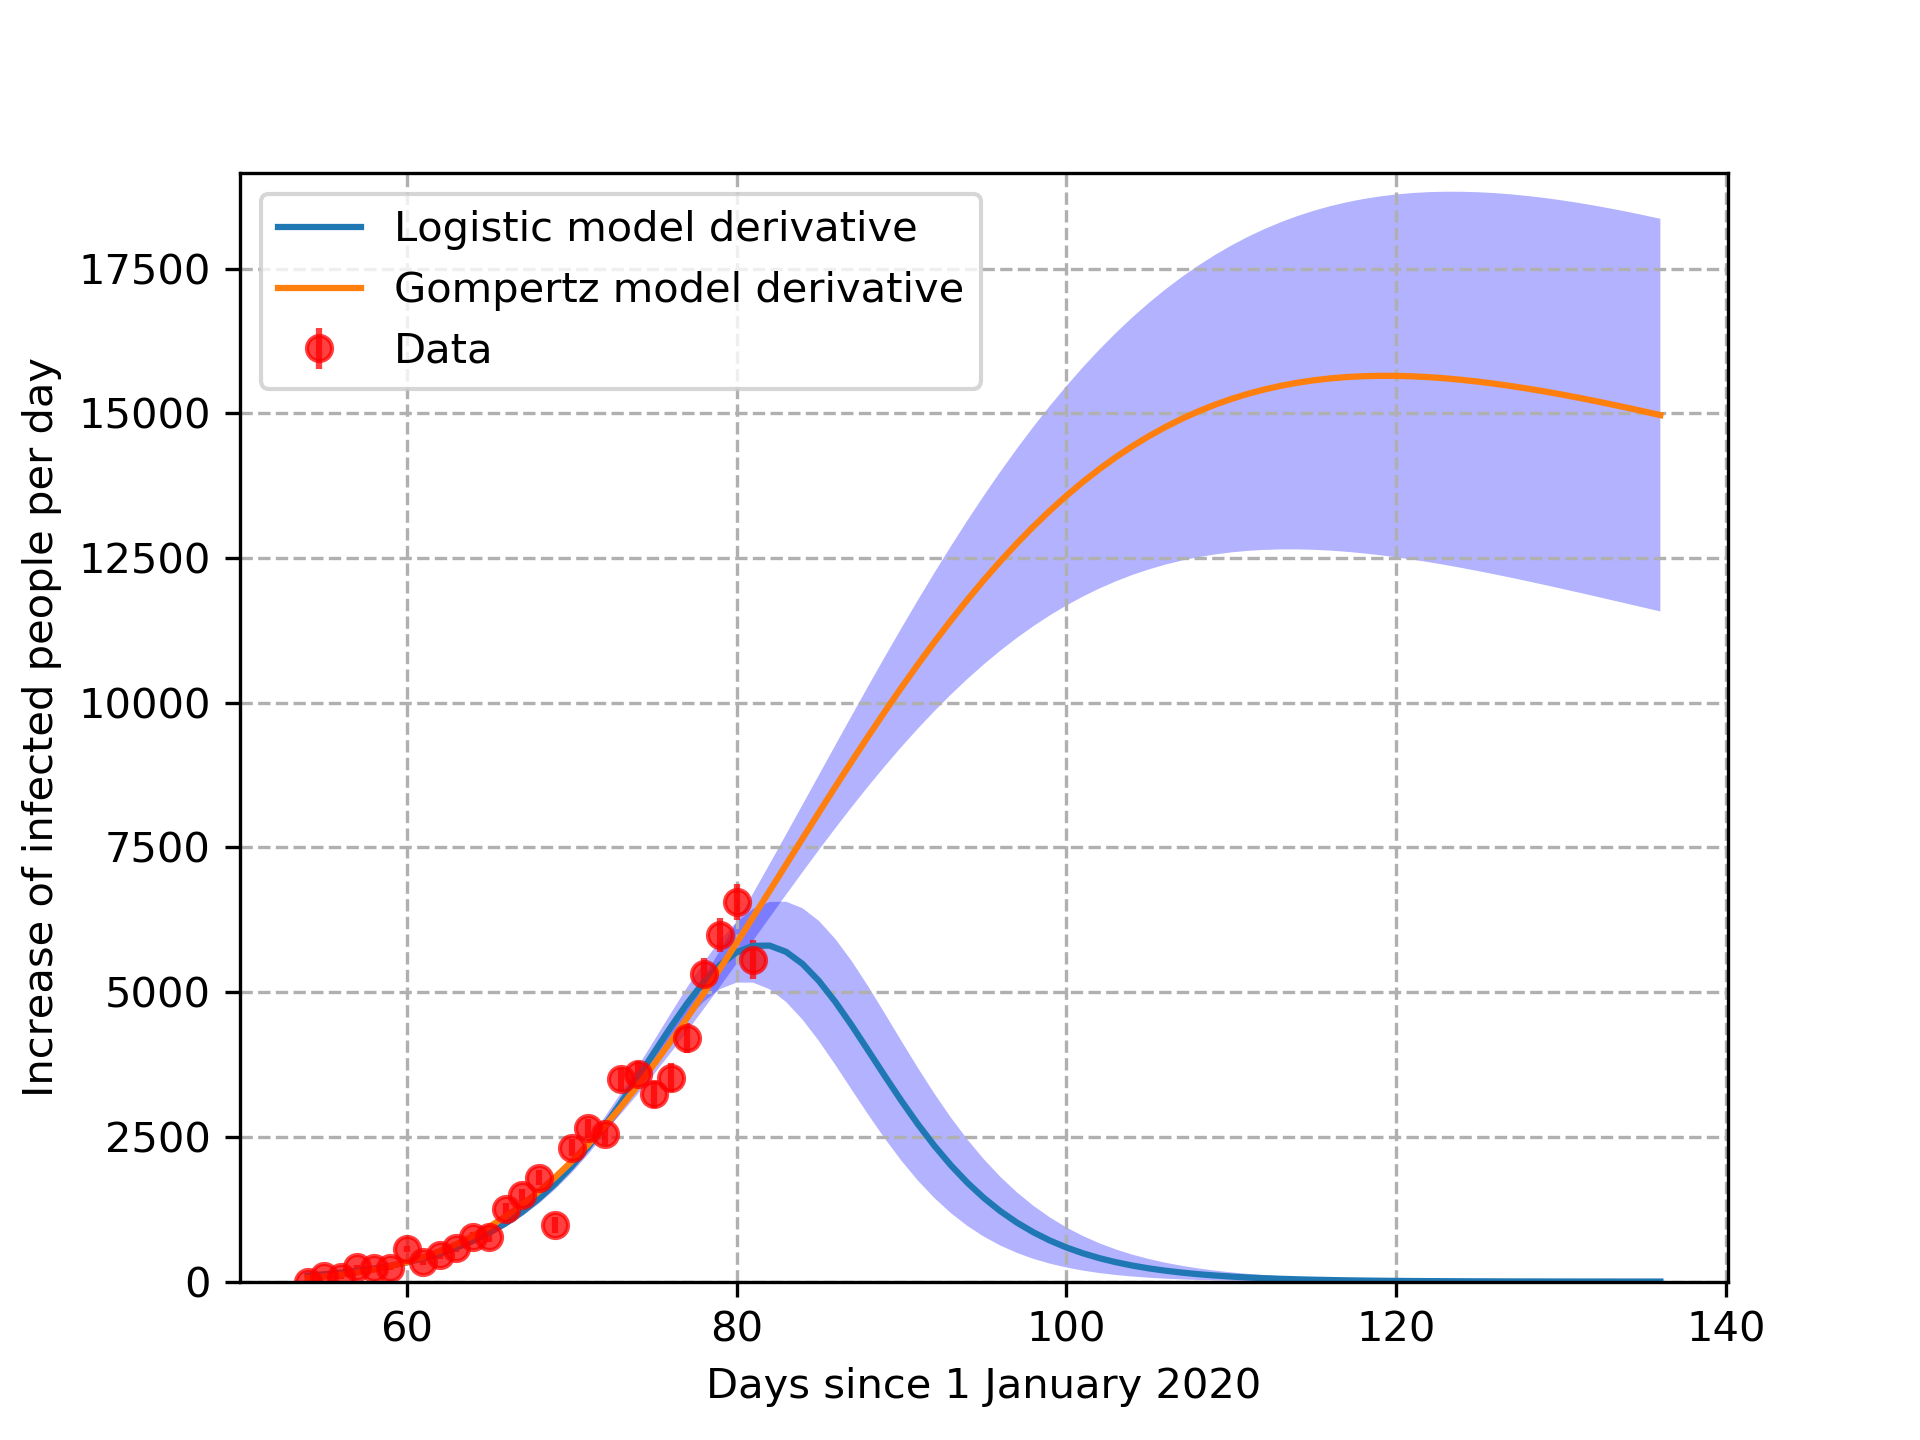 Logistic model derivative
Gompertz model derivative
Data
17500
15000
12500
10000
7500
5000
2500
0
Increase of infected people per day
60 80 100 120 140
Days since 1 January 2020